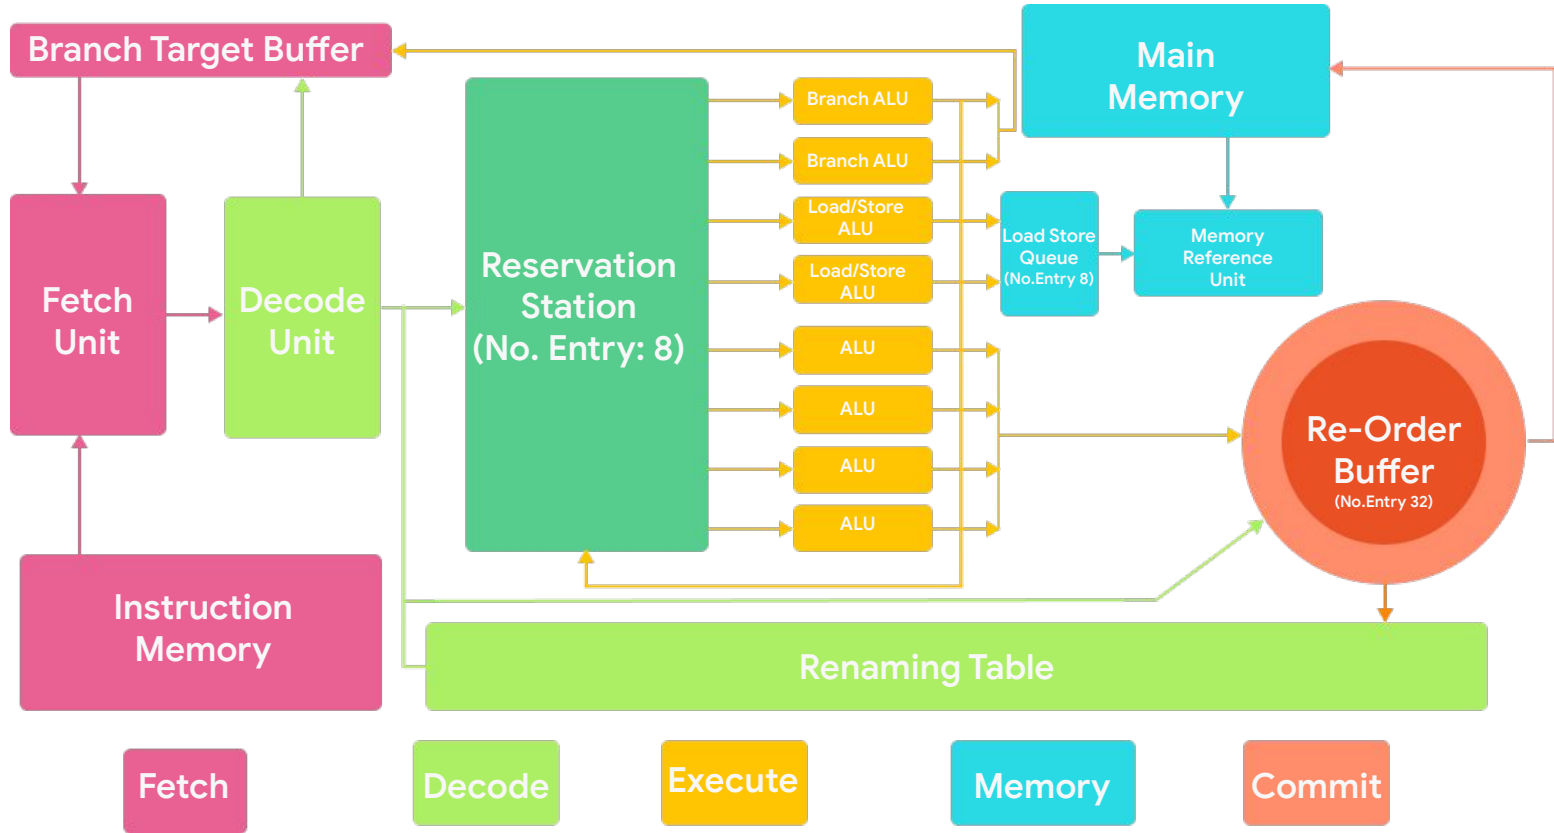 Branch Target Buffer
Main
Memory
Branch ALU
Branch ALU
Load/Store
ALU
Load/Store
ALU
ALU
ALU
ALU
ALU
Fetch
Unit
Decode
Unit
Reservation
Station
(No. Entry: 8)
Load Store
Queue
(No.Entry 8)
Memory
Reference
Unit
Re-Order
Buffer
(No.Entry 32)
Instruction
Memory
Renaming Table
Fetch
Decode
Execute
Memory
Commit